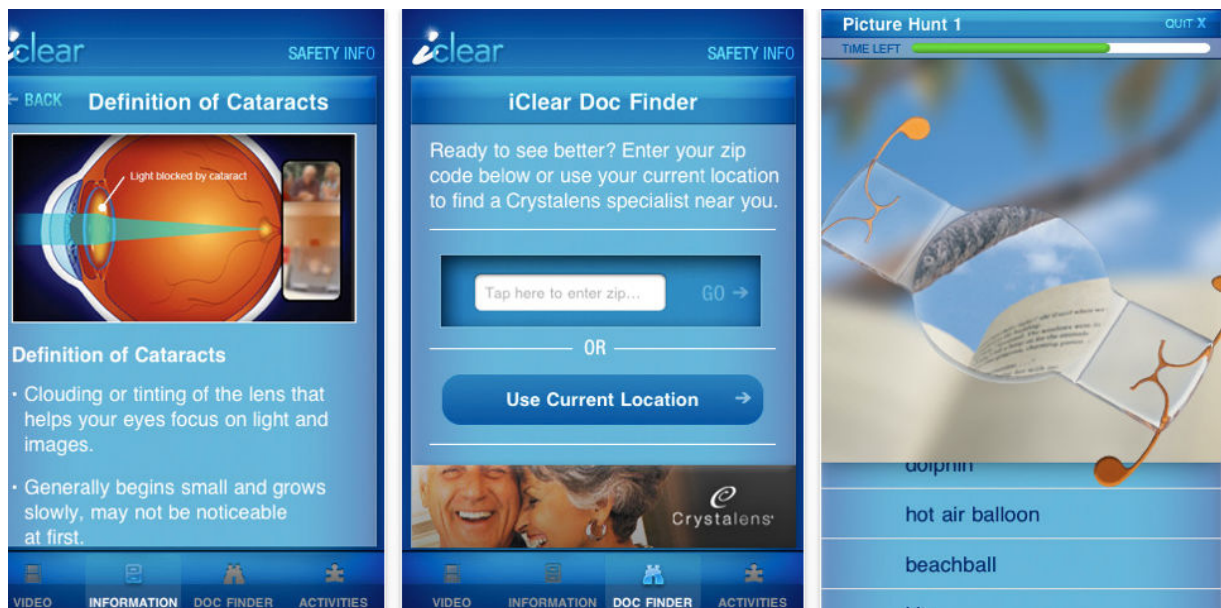 iclear
SAFETY INFO
← BACK
Definition of Cataracts
Light blocked by cataract
Definition of Cataracts
· Clouding or tinting of the lens that
helps your eyes focus on light and
images.
· Generally begins small and grows
slowly, may not be noticeable
at first.
VIDEO
INFORMATION
DOC FINDER
ACTIVITIES
iclear
SAFETY INFO
iClear Doc Finder
Ready to see better? Enter your zip
code below or use your current location
to find a Crystalens specialist near you.
Tap here to enter zip...
GO →
OR
Use Current Location →
Crystalens
VIDEO
INFORMATION
DOC FINDER
ACTIVITIES
Picture Hunt 1
QUIT X
TIME LEFT
dolphin
hot air balloon
beachball